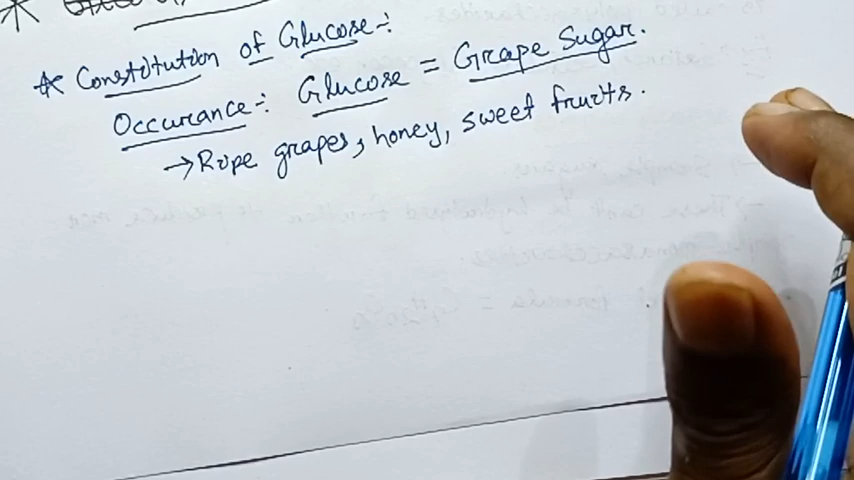 * Constitution of Glucose :-
Occurance :- Glucose = Grape Sugar.
→ Ripe grapes, honey, sweet fruits.